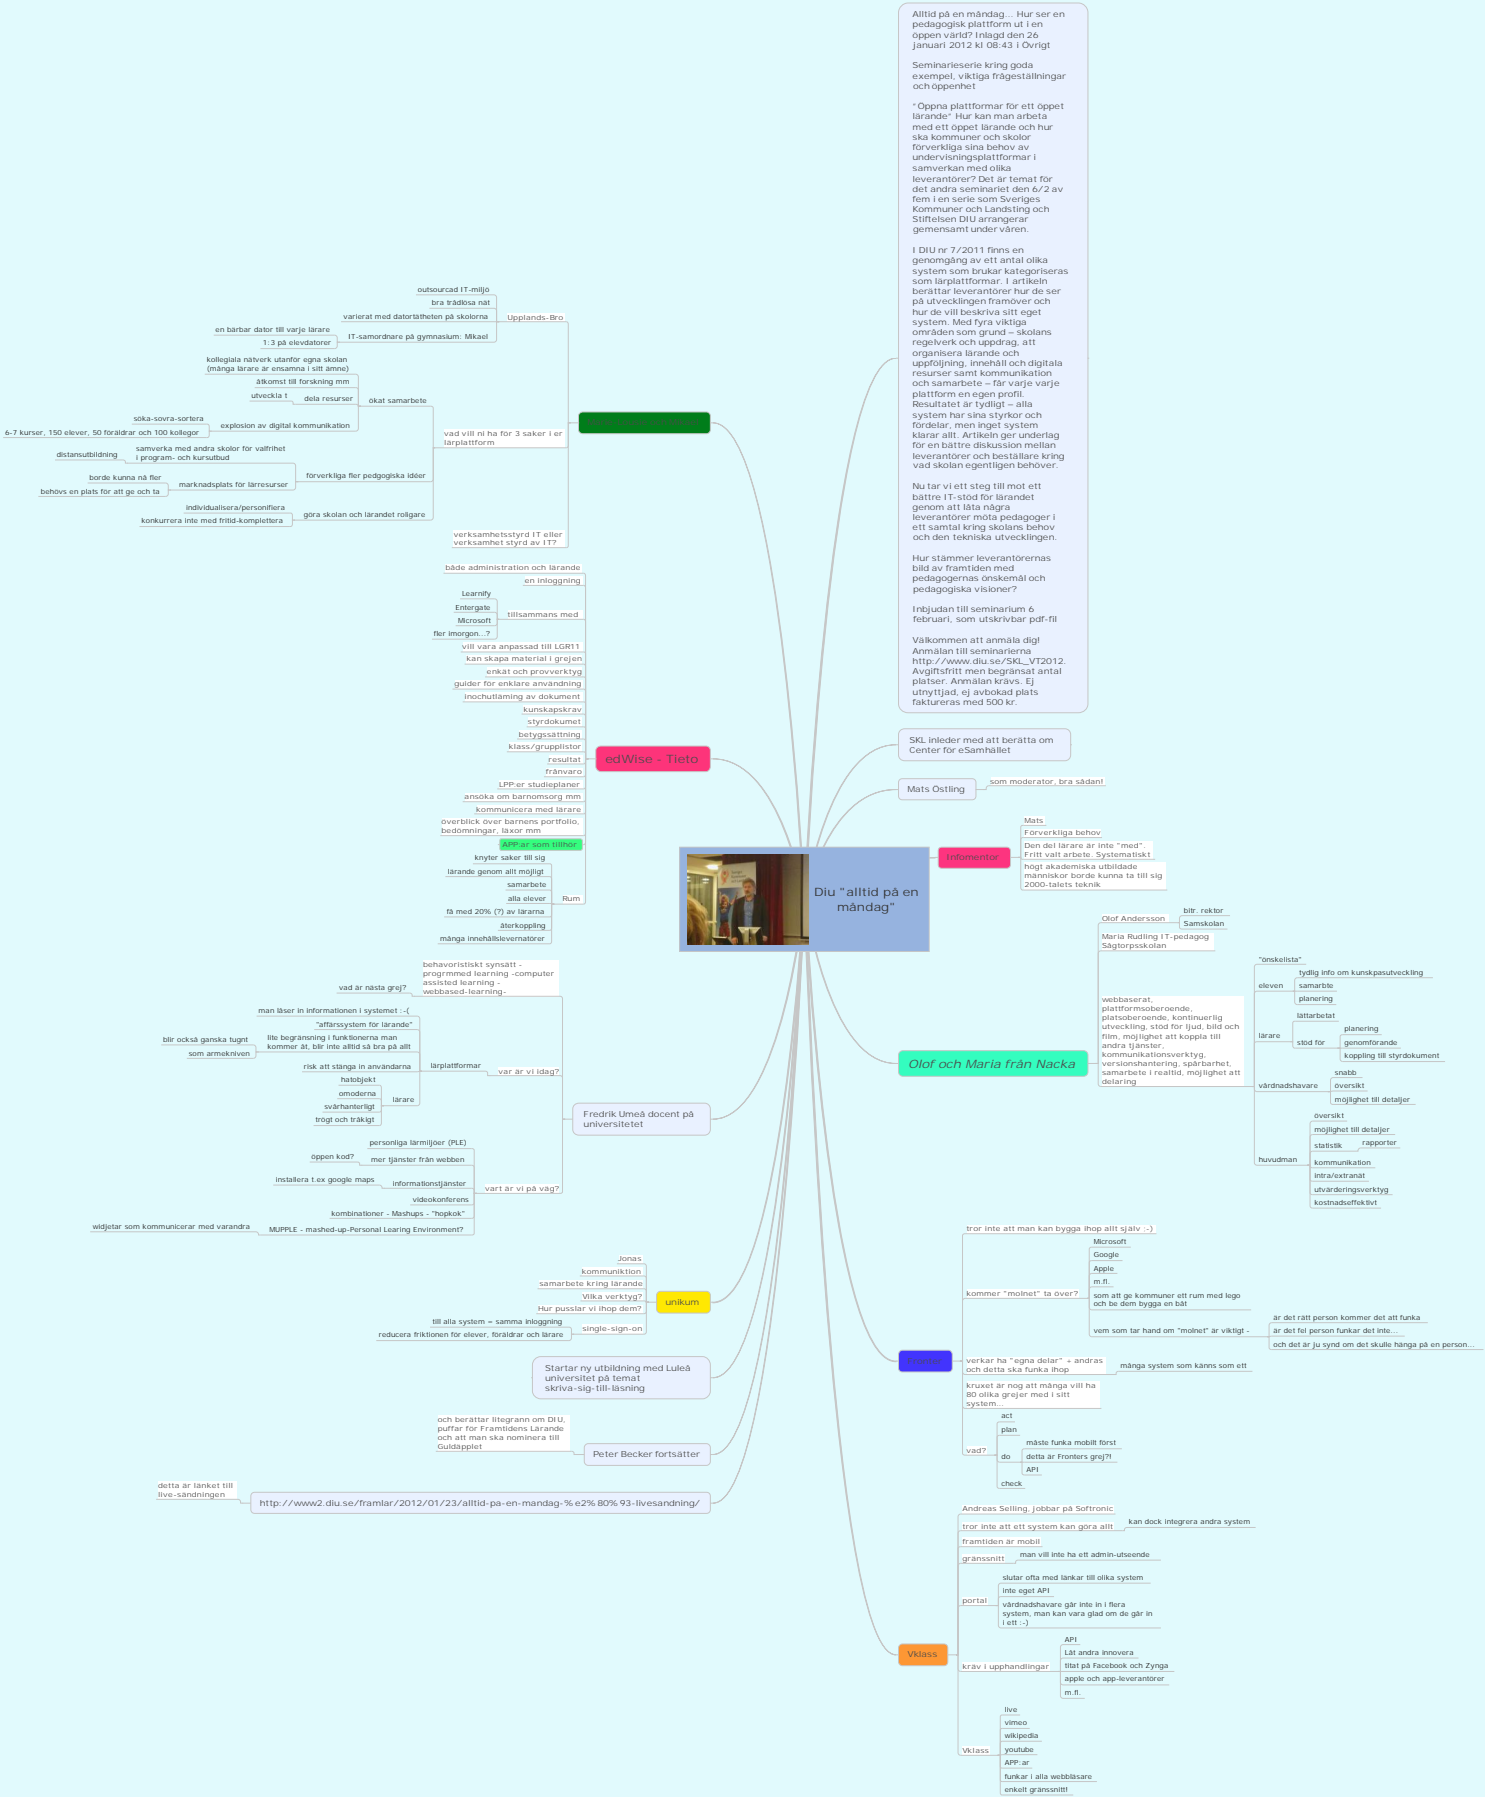 Diu "alltid på en
måndag"
Alltid på en måndag... Hur ser en
pedagogisk plattform ut i en
öppen värld? Inlagd den 26
januari 2012 kl 08:43 i Övrigt
Seminarieserie kring goda
exempel, viktiga frågeställningar
och öppenhet
"Öppna plattformar för ett öppet
lärande" Hur kan man arbeta
med ett öppet lärande och hur
ska kommuner och skolor
förverkliga sina behov av
undervisningsplattformar i
samverkan med olika
leverantörer? Det är temat för
det andra seminariet den 6/2 av
fem i en serie som Sveriges
Kommuner och Landsting och
Stiftelsen DIU arrangerar
gemensamt under våren.
I DIU nr 7/2011 finns en
genomgång av ett antal olika
system som brukar kategoriseras
som lärplattformar. I artikeln
berättar leverantörer hur de ser
på utvecklingen framöver och
hur de vill beskriva sitt eget
system. Med fyra viktiga
områden som grund – skolans
regelverk och uppdrag, att
organisera lärande och
uppföljning, innehåll och digitala
resurser samt kommunikation
och samarbete – får varje varje
plattform en egen profil.
Resultatet är tydligt – alla
system har sina styrkor och
fördelar, men inget system
klarar allt. Artikeln ger underlag
för en bättre diskussion mellan
leverantörer och beställare kring
vad skolan egentligen behöver.
Nu tar vi ett steg till mot ett
bättre IT-stöd för lärandet
genom att låta några
leverantörer möta pedagoger i
ett samtal kring skolans behov
och den tekniska utvecklingen.
Hur stämmer leverantörernas
bild av framtiden med
pedagogernas önskemål och
pedagogiska visioner?
Inbjudan till seminarium 6
februari, som utskrivbar pdf-fil
Välkommen att anmäla dig!
Anmälan till seminarierna
http://www.diu.se/SKL_VT2012.
Avgiftsfritt men begränsat antal
platser. Anmälan krävs. Ej
utnyttjad, ej avbokad plats
faktureras med 500 kr.
SKL inleder med att berätta om
Center för eSamhället
Mats Östling
som moderator, bra sådan!
Infomentor
Mats
Förverkliga behov
Den del lärare är inte "med".
Fritt valt arbete. Systematiskt
högt akademiska utbildade
människor borde kunna ta till sig
2000-talets teknik
Olof och Maria från Nacka
Olof Andersson
bitr. rektor
Samskolan
Maria Rudling IT-pedagog
Sågtorpsskolan
webbaserat,
plattformsoberoende,
platsoberoende, kontinuerlig
utveckling, stöd för ljud, bild och
film, möjlighet att koppla till
andra tjänster,
kommunikationsverktyg,
versionshantering, spårbarhet,
samarbete i realtid, möjlighet att
delaring
"önskelista"
eleven
tydlig info om kunskpasutveckling
samarbte
planering
lärare
lättarbetat
stöd för
planering
genomförande
koppling till styrdokument
vårdnadshavare
snabb
översikt
möjlighet till detaljer
huvudman
översikt
möjlighet till detaljer
statistik
rapporter
kommunikation
intra/extranät
utvärderingsverktyg
kostnadseffektivt
tror inte att man kan bygga ihop allt själv :-)
kommer "molnet" ta över?
Microsoft
Google
Apple
m.fl.
som att ge kommuner ett rum med lego
och be dem bygga en båt
vem som tar hand om "molnet" är viktigt -
är det rätt person kommer det att funka
är det fel person funkar det inte...
och det är ju synd om det skulle hänga på en person...
verkar ha "egna delar" + andras
och detta ska funka ihop
många system som känns som ett
kruxet är nog att många vill ha
80 olika grejer med i sitt
system...
vad?
act
plan
do
måste funka mobilt först
detta är Fronters grej?!
API
check
Vklass
Andreas Selling, jobbar på Softronic
tror inte att ett system kan göra allt
kan dock integrera andra system
framtiden är mobil
gränssnitt
man vill inte ha ett admin-utseende
portal
slutar ofta med länkar till olika system
inte eget API
vårdnadshavare går inte in i flera
system, man kan vara glad om de går in
i ett :-)
kräv i upphandlingar
API
Låt andra innovera
titat på Facebook och Zynga
apple och app-leverantörer
m.fl.
Vklass
live
vimeo
wikipedia
youtube
APP:ar
funkar i alla webbläsare
enkelt gränssnitt!
Upplands-Bro
outsourcad IT-miljö
bra trådlösa nät
varierat med datortätheten på skolorna
IT-samordnare på gymnasium: Mikael
en bärbar dator till varje lärare
1:3 på elevdatorer
vad vill ni ha för 3 saker i er
lärplattform
ökat samarbete
kollegiala nätverk utanför egna skolan
(många lärare är ensamna i sitt ämne)
åtkomst till forskning mm
dela resurser
utveckla t
explosion av digital kommunikation
söka-sovra-sortera
6-7 kurser, 150 elever, 50 föräldrar och 100 kollegor
förverkliga fler pedgogiska idéer
samverka med andra skolor för valfrihet
i program- och kursutbud
distansutbildning
marknadsplats för lärresurser
borde kunna nå fler
behövs en plats för att ge och ta
göra skolan och lärandet roligare
individualisera/personifiera
konkurrera inte med fritid-komplettera
verksamhetsstyrd IT eller
verksamhet styrd av IT?
edWise - Tieto
både administration och lärande
en inloggning
tillsammans med
Learnify
Entergate
Microsoft
fler imorgon...?
vill vara anpassad till LGR11
kan skapa material i grejen
enkät och provverktyg
guider för enklare användning
inochutläming av dokument
kunskapskrav
styrdokumet
betygssättning
klass/grupplistor
resultat
frånvaro
LPP:er studieplaner
ansöka om barnomsorg mm
kommunicera med lärare
överblick över barnens portfolio,
bedömningar, läxor mm
APP:ar som tillhör
Rum
knyter saker till sig
lärande genom allt möjligt
samarbete
alla elever
få med 20% (?) av lärarna
återkoppling
många innehållslevernatörer
Fredrik Umeå docent på
universitetet
behavoristiskt synsätt -
progrmmed learning -computer
assisted learning -
webbased-learning-
vad är nästa grej?
var är vi idag?
lärplattformar
man läser in informationen i systemet :-(
"affärssystem för lärande"
lite begränsning i funktionerna man
kommer åt, blir inte alltid så bra på allt
blir också ganska tugnt
som armekniven
risk att stänga in användarna
lärare
hatobjekt
omoderna
svårhanterligt
trögt och tråkigt
vart är vi på väg?
personliga lärmiljöer (PLE)
mer tjänster från webben
öppen kod?
informationstjänster
installera t.ex google maps
videokonferens
kombinationer - Mashups - "hopkok"
MUPPLE - mashed-up-Personal Learing Environment?
widjetar som kommunicerar med varandra
unikum
Jonas
kommuniktion
samarbete kring lärande
Vilka verktyg?
Hur pusslar vi ihop dem?
single-sign-on
till alla system = samma inloggning
reducera friktionen för elever, föräldrar och lärare
Startar ny utbildning med Luleå
universitet på temat
skriva-sig-till-läsning
Peter Becker fortsätter
och berättar litegrann om DIU,
puffar för Framtidens Lärande
och att man ska nominera till
Guldäpplet
http://www2.diu.se/framlar/2012/01/23/alltid-pa-en-mandag-%e2%80%93-livesandning/
detta är länket till
live-sändningen